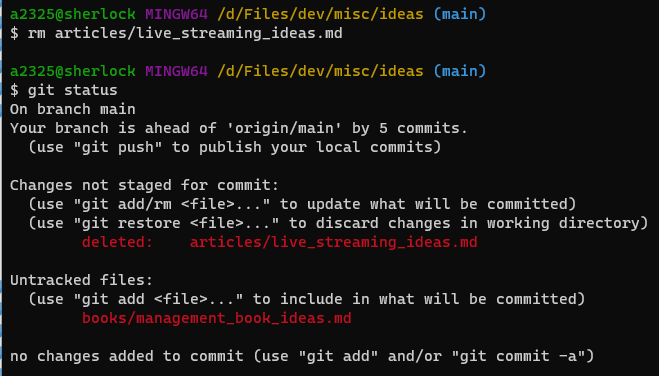 a2325@sherlock MINGW64 /d/Files/dev/misc/ideas (main)
$ rm articles/live_streaming_ideas.md
a2325@sherlock MINGW64 /d/Files/dev/misc/ideas (main)
$ git status
On branch main
Your branch is ahead of 'origin/main' by 5 commits.
  (use "git push" to publish your local commits)
Changes not staged for commit:
  (use "git add/rm <file>..." to update what will be committed)
  (use "git restore <file>..." to discard changes in working directory)
        deleted:    articles/live_streaming_ideas.md
Untracked files:
  (use "git add <file>..." to include in what will be committed)
        books/management_book_ideas.md
no changes added to commit (use "git add" and/or "git commit -a")